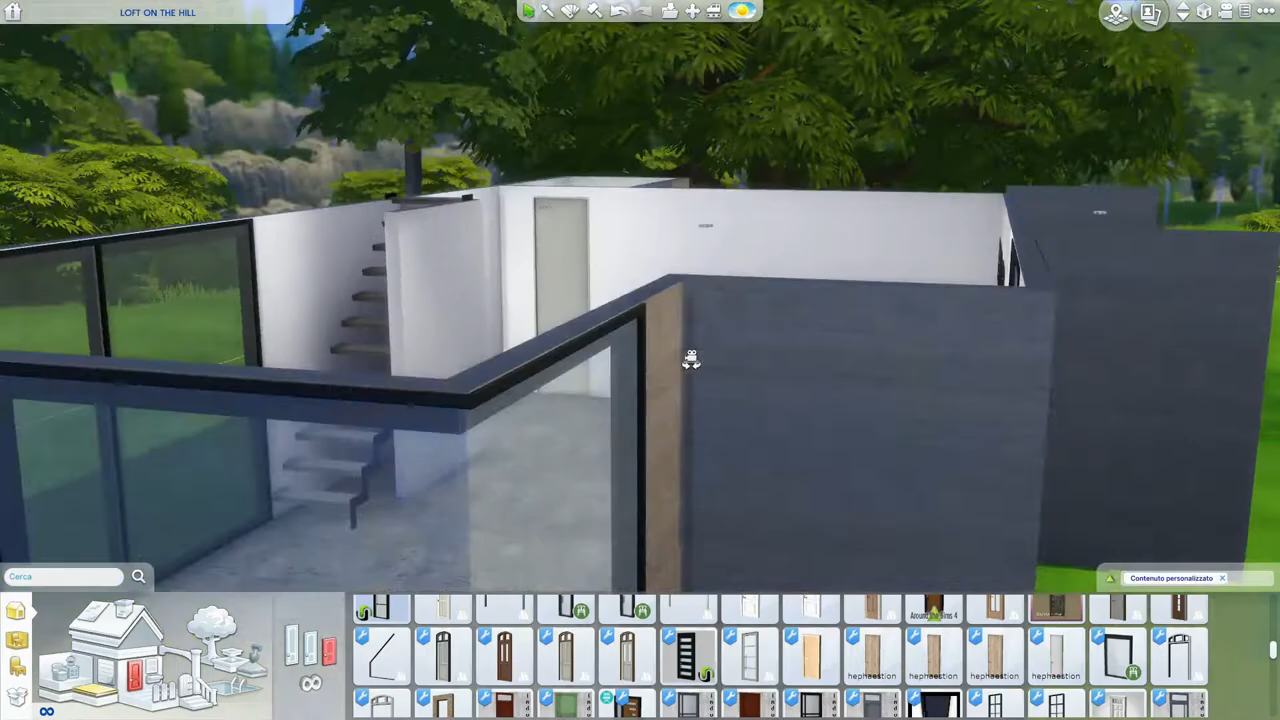 LOFT ON THE HILL
Cerca
Contenuto personalizzato
Around the Sims 4
hephaestion
hephaestion
hephaestion
hephaestion